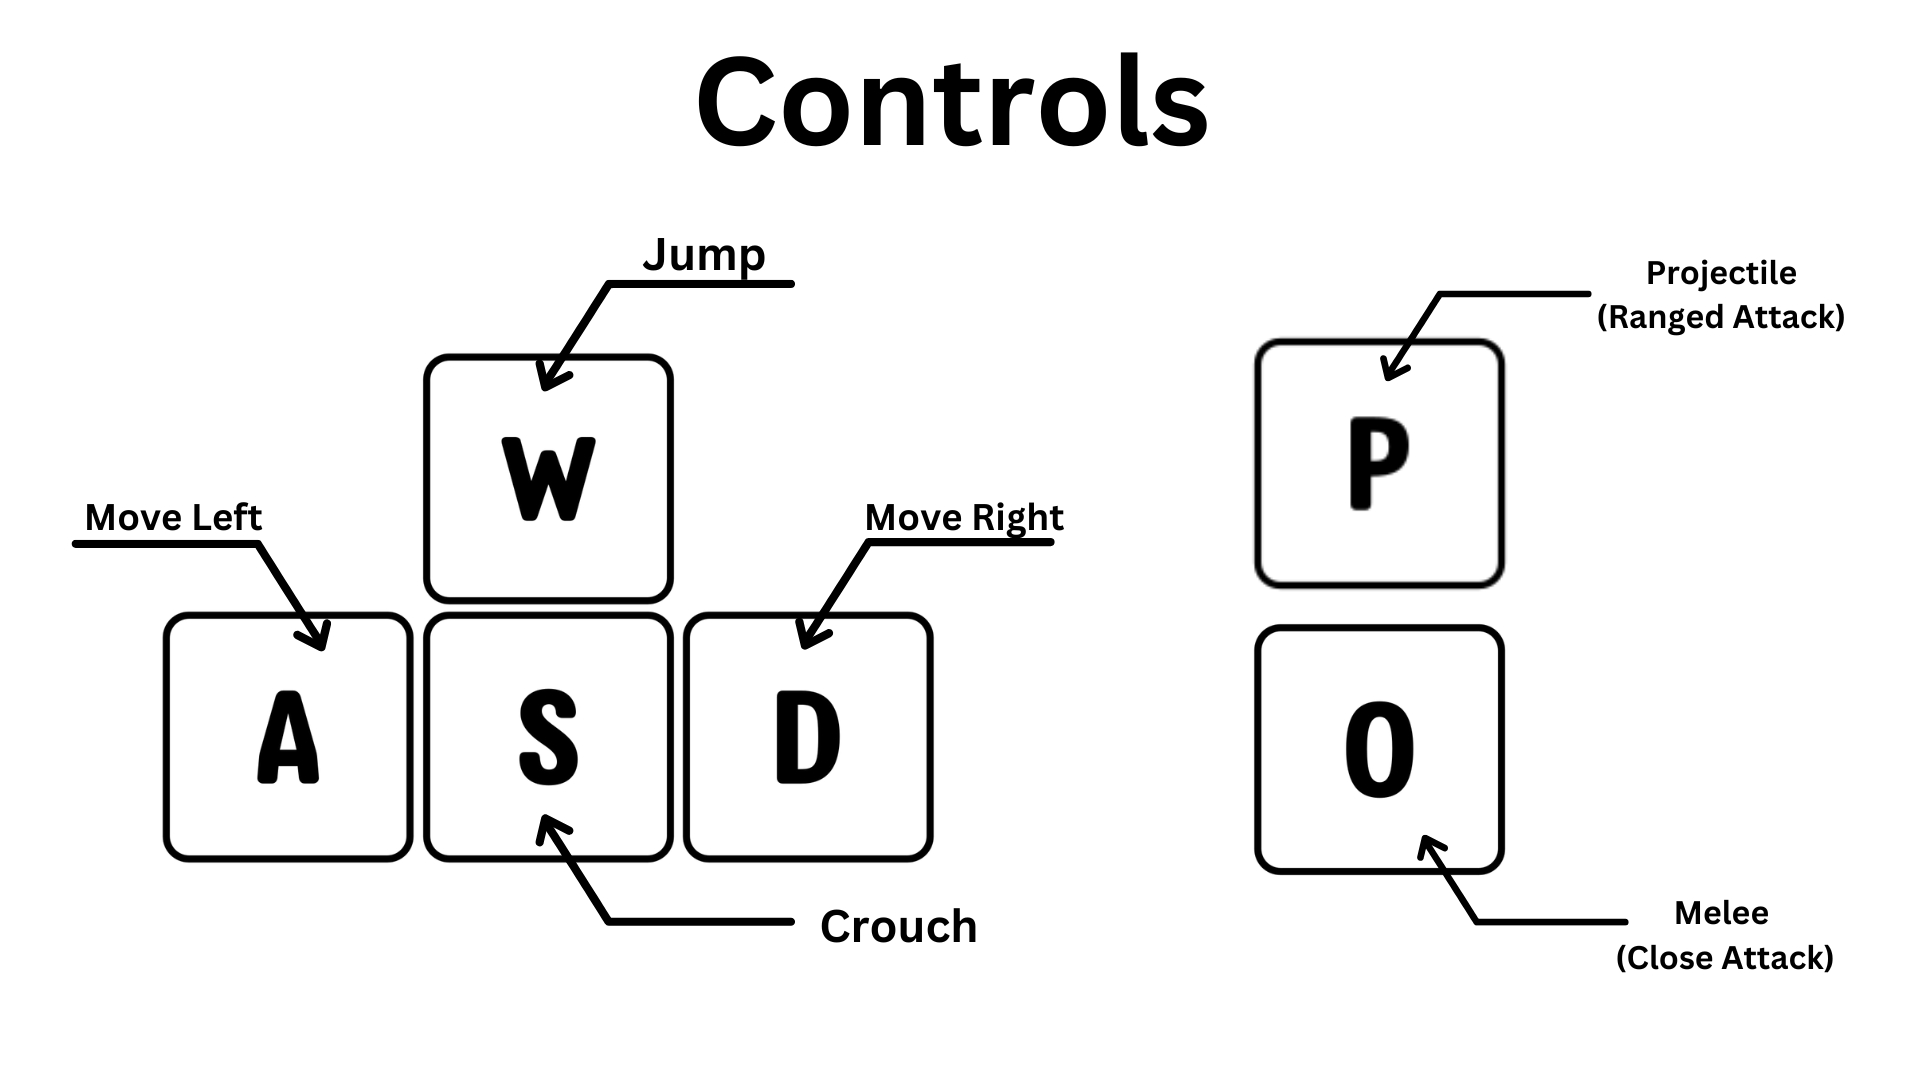 Controls
Jump
Projectile
(Ranged Attack)
W
P
Move Left
Move Right
A
S
D
O
Crouch
Melee
(Close Attack)